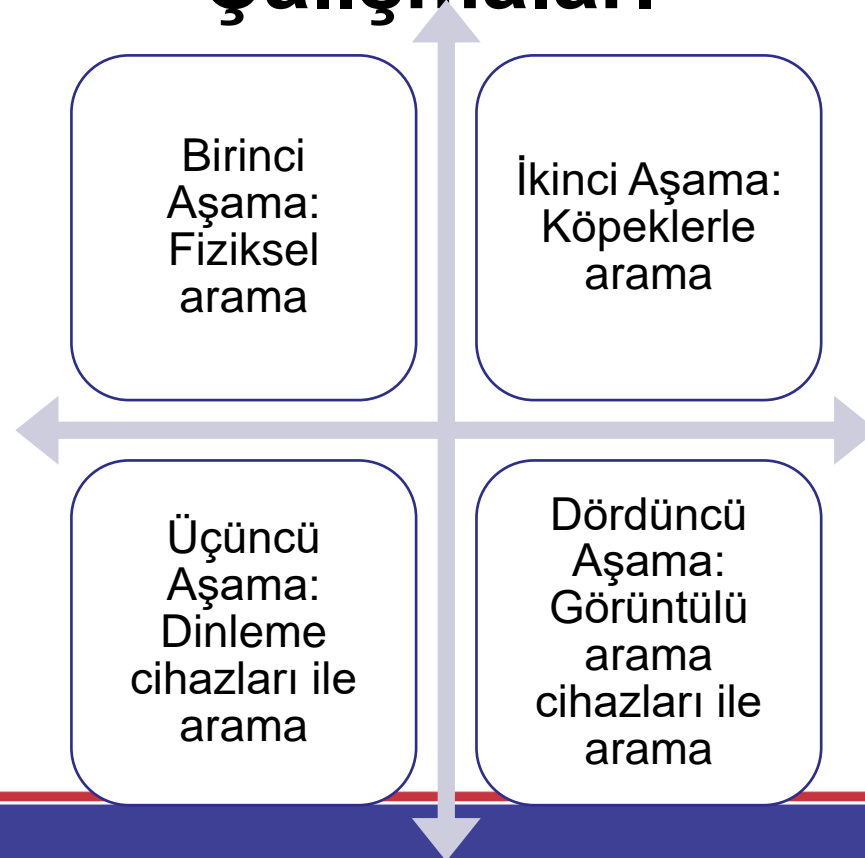 Çalışmaları
Birinci
Aşama:
Fiziksel
arama
İkinci Aşama:
Köpeklerle
arama
Üçüncü
Aşama:
Dinleme
cihazları ile
arama
Dördüncü
Aşama:
Görüntülü
arama
cihazları ile
arama